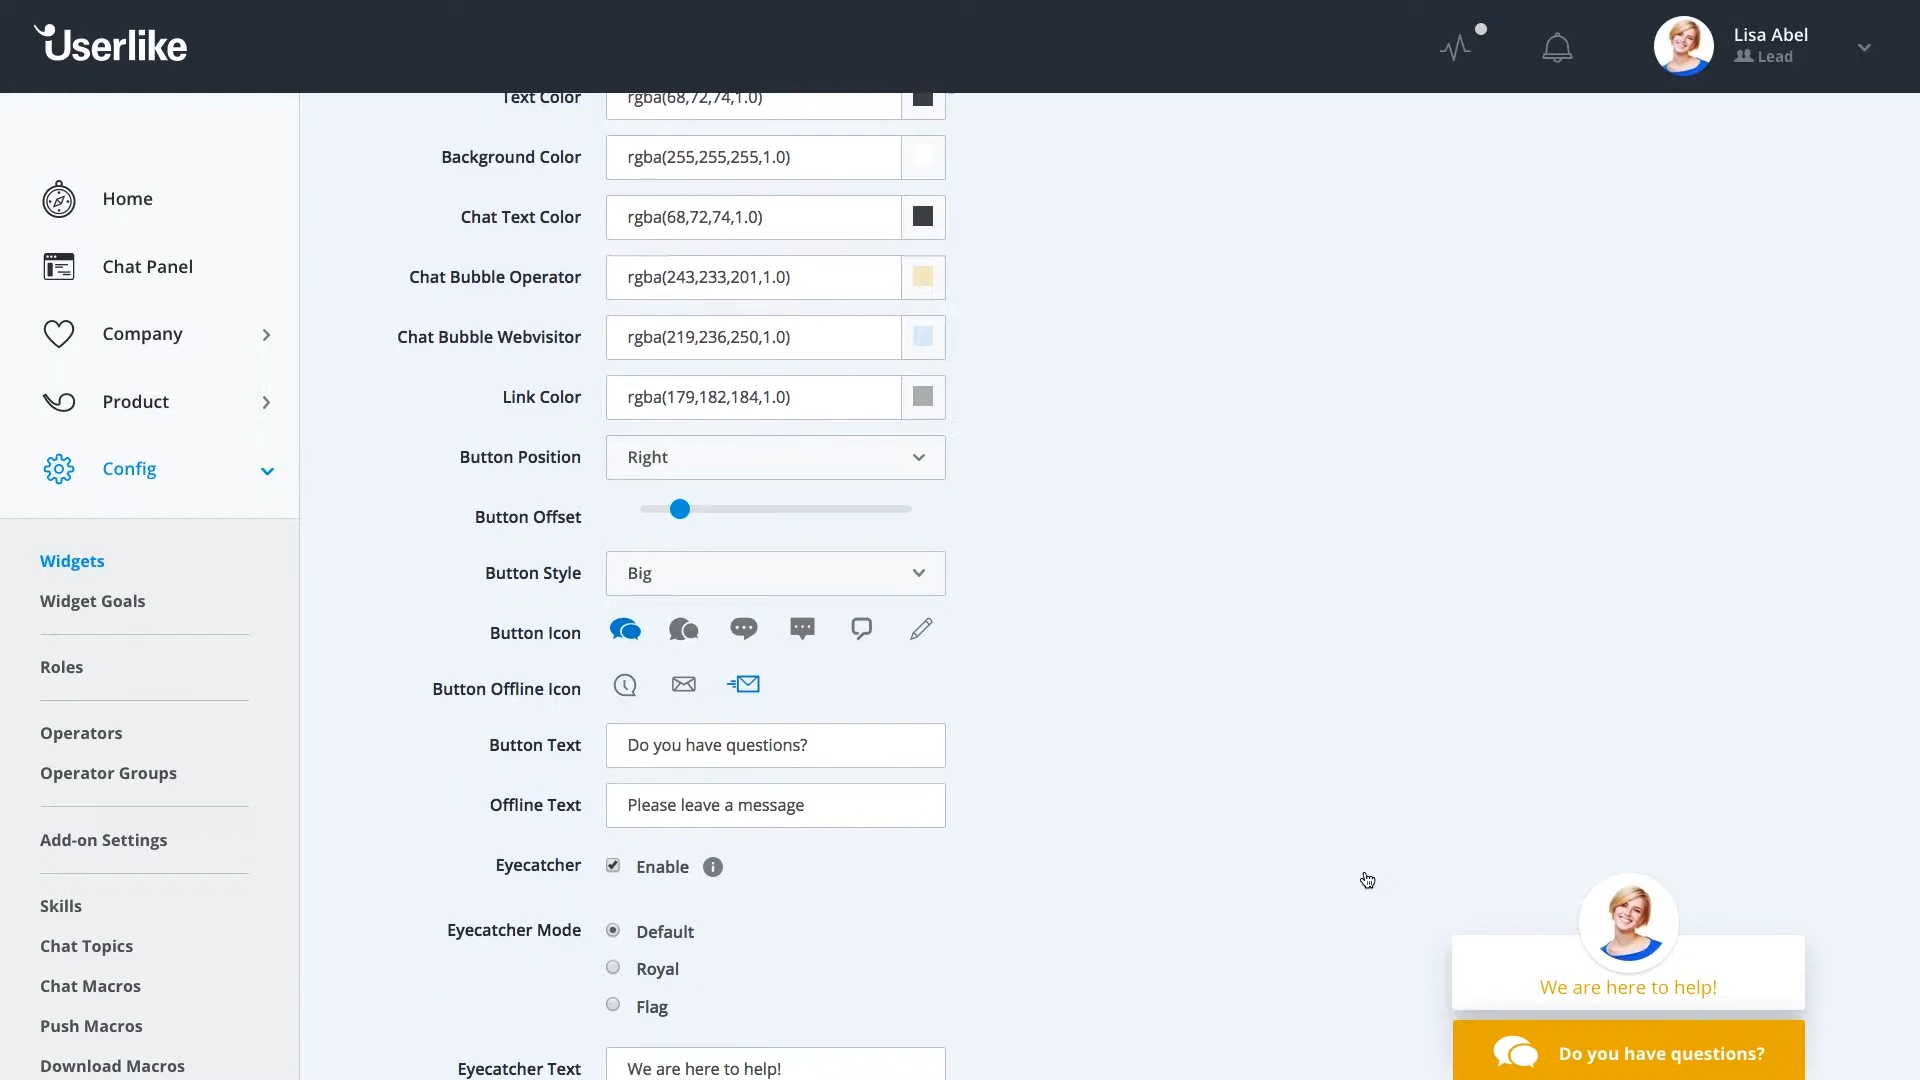 Userlike
Lisa Abel
Lead
Home
Chat Panel
Company
Product
Config
Widgets
Widget Goals
Roles
Operators
Operator Groups
Add-on Settings
Skills
Chat Topics
Chat Macros
Push Macros
Download Macros
Text Color rgba(68,72,74,1.0)
Background Color rgba(255,255,255,1.0)
Chat Text Color rgba(68,72,74,1.0)
Chat Bubble Operator rgba(243,233,201,1.0)
Chat Bubble Webvisitor rgba(219,236,250,1.0)
Link Color rgba(179,182,184,1.0)
Button Position Right
Button Offset
Button Style Big
Button Icon
Button Offline Icon
Button Text Do you have questions?
Offline Text Please leave a message
Eyecatcher Enable
Eyecatcher Mode Default
Royal
Flag
Eyecatcher Text We are here to help!
We are here to help!
Do you have questions?